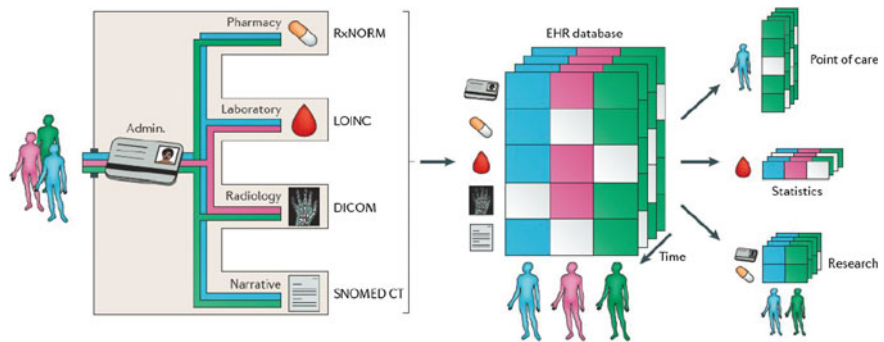 Pharmacy
RxNORM
Laboratory
LOINC
Admin.
Radiology
DICOM
Narrative
SNOMED CT
EHR database
Time
Point of care
Statistics
Research